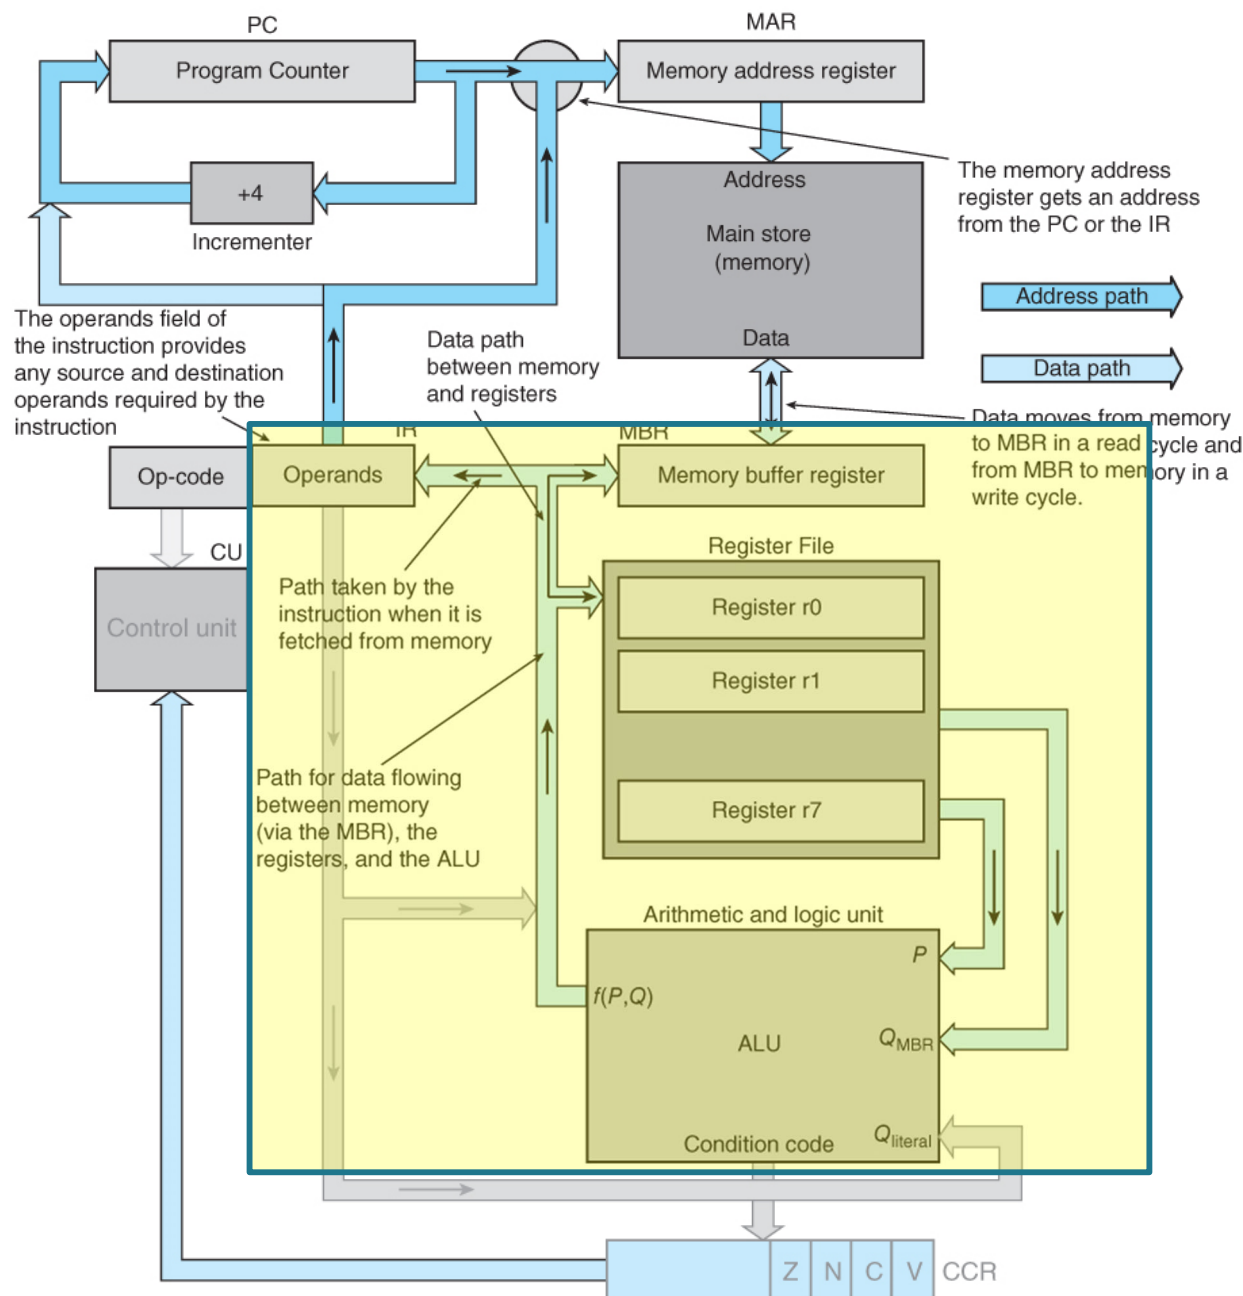 PC
MAR
Program Counter
Memory address register
+4
Incrementer
The memory address
register gets an address
from the PC or the IR
Address
Main store
(memory)
Data
Address path
Data path
The operands field of
the instruction provides
any source and destination
operands required by the
instruction
Data path
between memory
and registers
Data moves from memory
to MBR in a read cycle and
from MBR to memory in a
write cycle.
IR
MBR
Op-code
Operands
Memory buffer register
CU
Control unit
Path taken by the
instruction when it is
fetched from memory
Register File
Register r0
Register r1
Register r7
Path for data flowing
between memory
(via the MBR), the
registers, and the ALU
Arithmetic and logic unit
P
f(P,Q)
ALU
QMBR
Qliteral
Condition code
Z N C V CCR